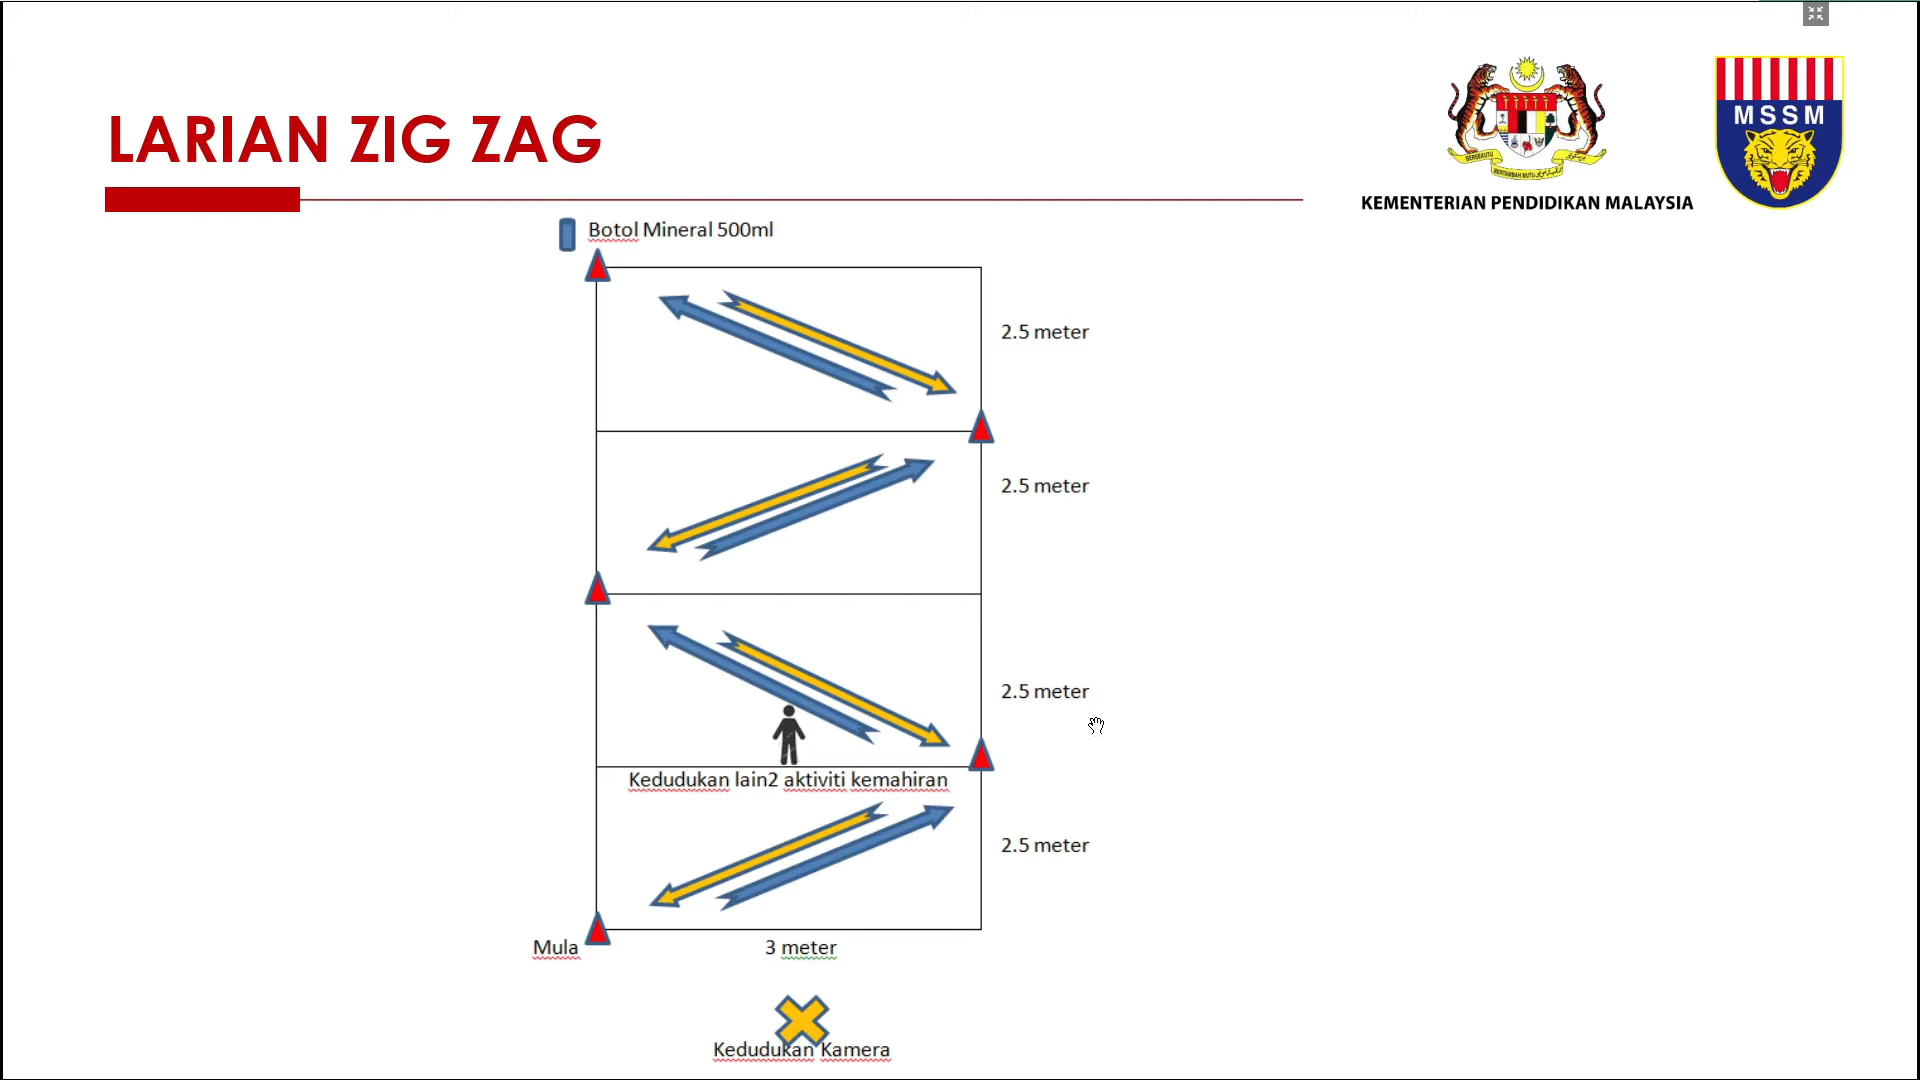 LARIAN ZIG ZAG
MSSM
KEMENTERIAN PENDIDIKAN MALAYSIA
Botol Mineral 500ml
2.5 meter
2.5 meter
2.5 meter
Kedudukan lain2 aktiviti kemahiran
2.5 meter
Mula
3 meter
Kedudukan Kamera